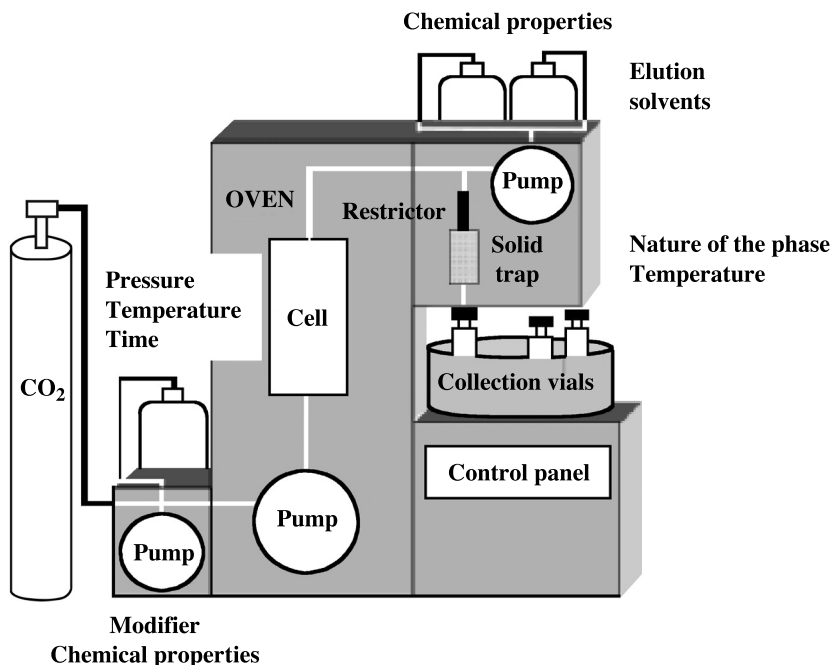 Chemical properties
Elution
solvents
Pump
OVEN
Restrictor
Solid
trap
Nature of the phase
Temperature
Pressure
Temperature
Time
Cell
CO₂
Collection vials
Control panel
Pump
Pump
Modifier
Chemical properties